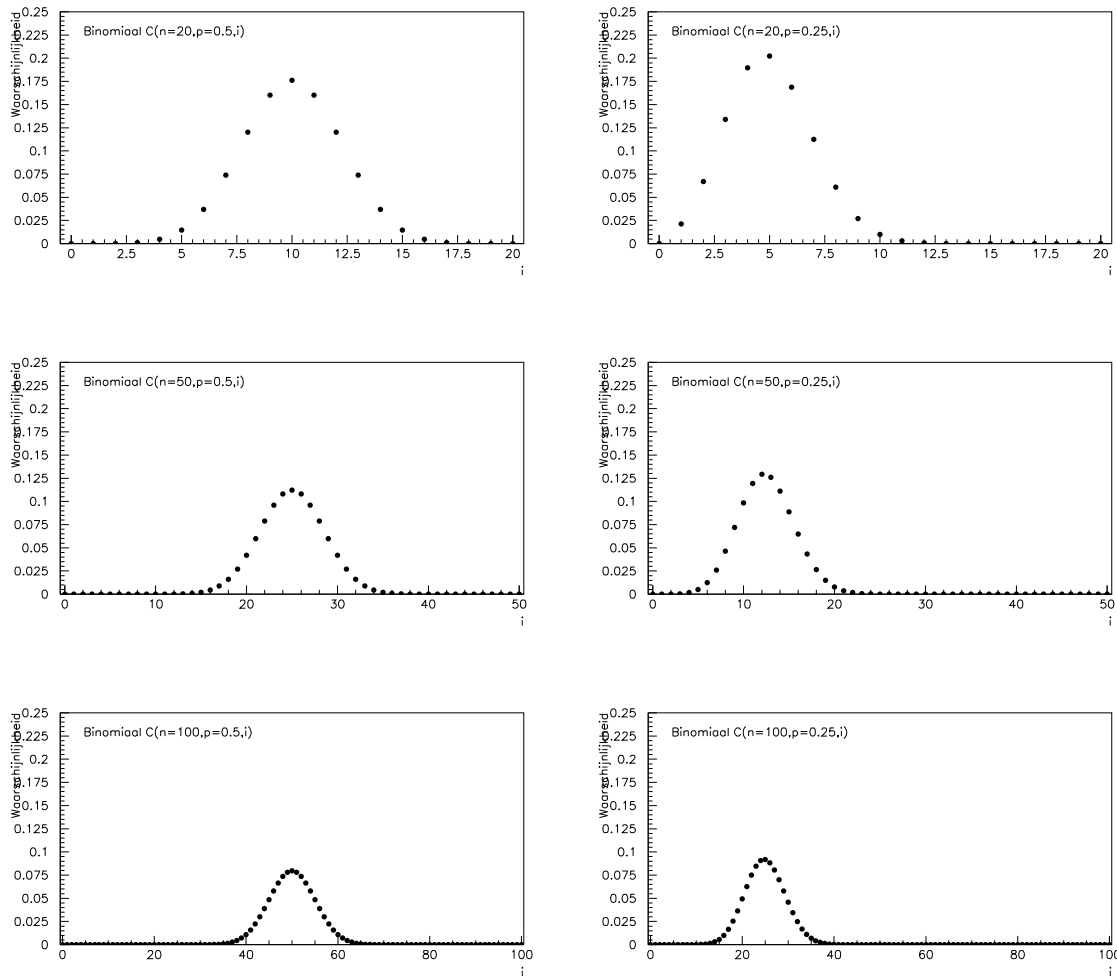 Waarschijnlijkheid
0.25
0.225
0.2
0.175
0.15
0.125
0.1
0.075
0.05
0.025
0
Binomiaal C(n=20,p=0.5,i)
0 2.5 5 7.5 10 12.5 15 17.5 20
i
Waarschijnlijkheid
0.25
0.225
0.2
0.175
0.15
0.125
0.1
0.075
0.05
0.025
0
Binomiaal C(n=20,p=0.25,i)
0 2.5 5 7.5 10 12.5 15 17.5 20
i
Waarschijnlijkheid
0.25
0.225
0.2
0.175
0.15
0.125
0.1
0.075
0.05
0.025
0
Binomiaal C(n=50,p=0.5,i)
0 10 20 30 40 50
i
Waarschijnlijkheid
0.25
0.225
0.2
0.175
0.15
0.125
0.1
0.075
0.05
0.025
0
Binomiaal C(n=50,p=0.25,i)
0 10 20 30 40 50
i
Waarschijnlijkheid
0.25
0.225
0.2
0.175
0.15
0.125
0.1
0.075
0.05
0.025
0
Binomiaal C(n=100,p=0.5,i)
0 20 40 60 80 100
i
Waarschijnlijkheid
0.25
0.225
0.2
0.175
0.15
0.125
0.1
0.075
0.05
0.025
0
Binomiaal C(n=100,p=0.25,i)
0 20 40 60 80 100
i